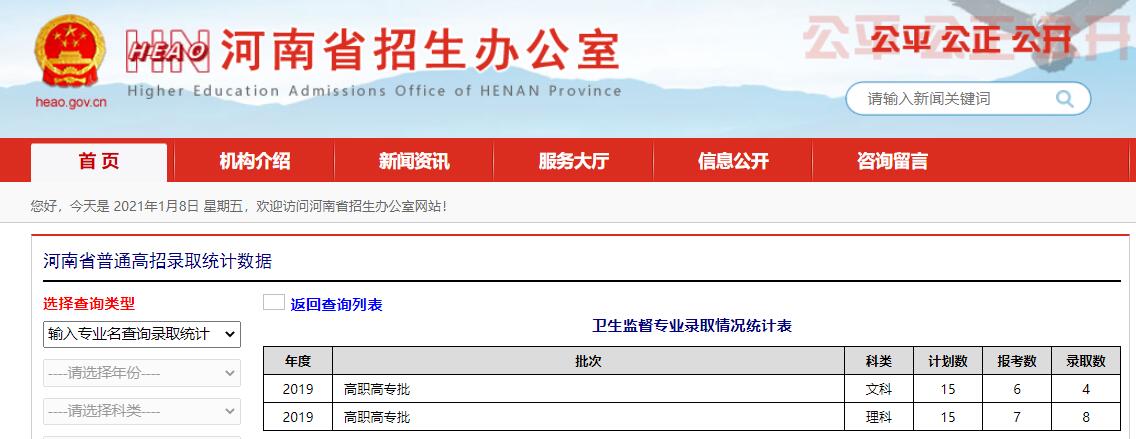 HN
HEAO
河南省招生办公室
Higher Education Admissions Office of HENAN Province
heao.gov.cn
公平 公正 公开
公平 公正 公开
请输入新闻关键词
首 页 机构介绍 新闻资讯 服务大厅 信息公开 咨询留言
您好，今天是 2021年1月8日 星期五，欢迎访问河南省招生办公室网站！
河南省普通高招录取统计数据
选择查询类型
输入专业名查询录取统计
----请选择年份----
----请选择科类----
返回查询列表
卫生监督专业录取情况统计表
年度 批次 科类 计划数 报考数 录取数
2019 高职高专批 文科 15 6 4
2019 高职高专批 理科 15 7 8